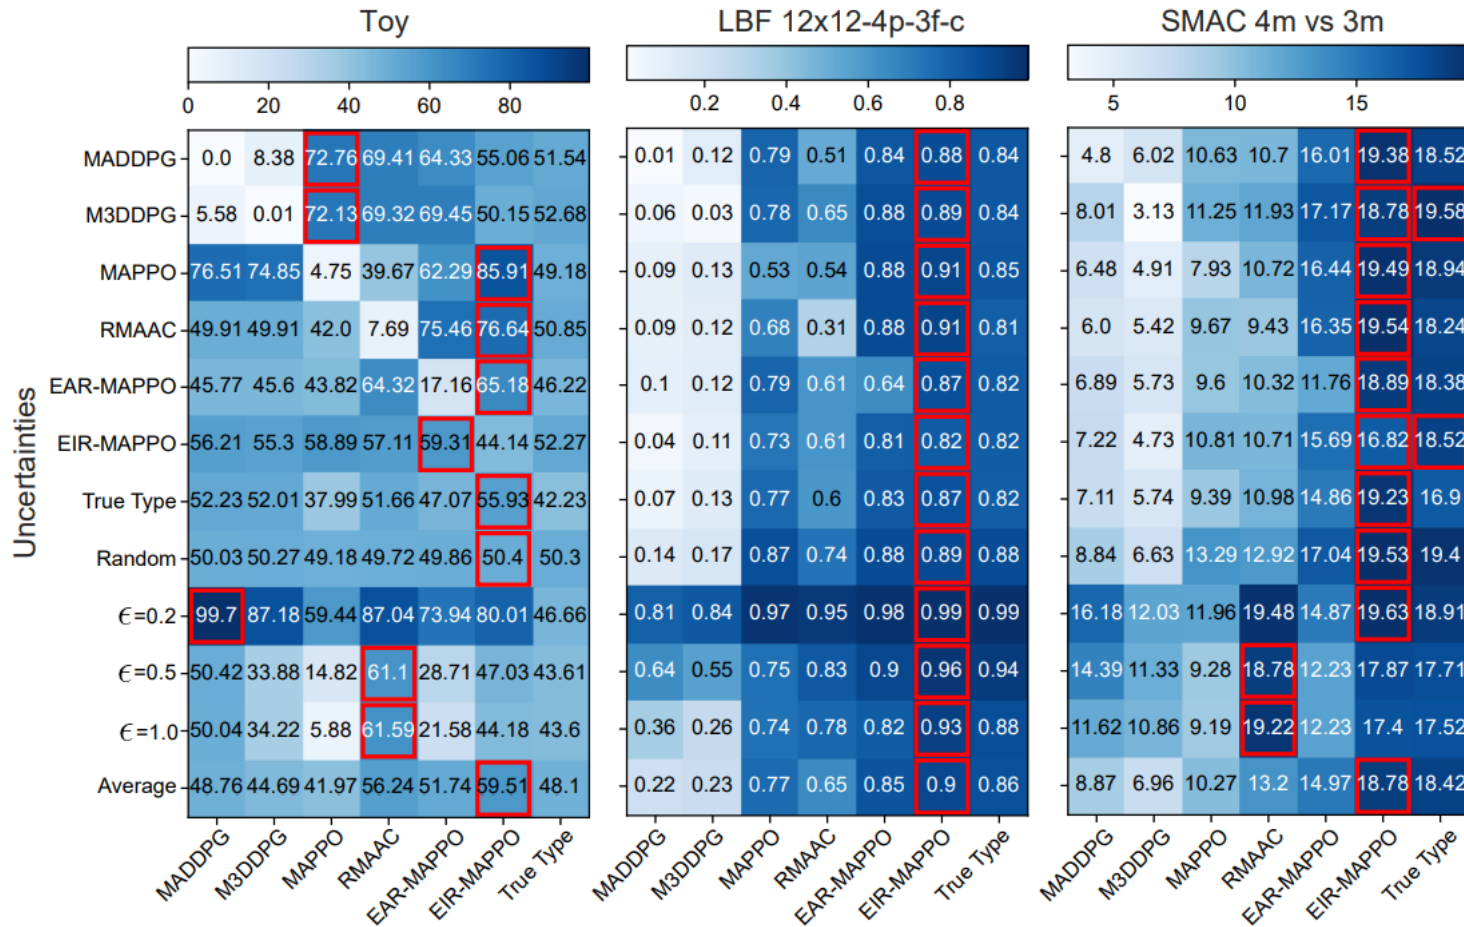 Toy
LBF 12x12-4p-3f-c
SMAC 4m vs 3m
0 20 40 60 80
0.2 0.4 0.6 0.8
5 10 15
Uncertainties
MADDPG 0.0 8.38 72.76 69.41 64.33 55.06 51.54 0.01 0.12 0.79 0.51 0.84 0.88 0.84 4.8 6.02 10.63 10.7 16.01 19.38 18.52
M3DDPG 5.58 0.01 72.13 69.32 69.45 50.15 52.68 0.06 0.03 0.78 0.65 0.88 0.89 0.84 8.01 3.13 11.25 11.93 17.17 18.78 19.58
MAPPO 76.51 74.85 4.75 39.67 62.29 85.91 49.18 0.09 0.13 0.53 0.54 0.88 0.91 0.85 6.48 4.91 7.93 10.72 16.44 19.49 18.94
RMAAC 49.91 49.91 42.0 7.69 75.46 76.64 50.85 0.09 0.12 0.68 0.31 0.88 0.91 0.81 6.0 5.42 9.67 9.43 16.35 19.54 18.24
EAR-MAPPO 45.77 45.6 43.82 64.32 17.16 65.18 46.22 0.1 0.12 0.79 0.61 0.64 0.87 0.82 6.89 5.73 9.6 10.32 11.76 18.89 18.38
EIR-MAPPO 56.21 55.3 58.89 57.11 59.31 44.14 52.27 0.04 0.11 0.73 0.61 0.81 0.82 0.82 7.22 4.73 10.81 10.71 15.69 16.82 18.52
True Type 52.23 52.01 37.99 51.66 47.07 55.93 42.23 0.07 0.13 0.77 0.6 0.83 0.87 0.82 7.11 5.74 9.39 10.98 14.86 19.23 16.9
Random 50.03 50.27 49.18 49.72 49.86 50.4 50.3 0.14 0.17 0.87 0.74 0.88 0.89 0.88 8.84 6.63 13.29 12.92 17.04 19.53 19.4
ϵ=0.2 99.7 87.18 59.44 87.04 73.94 80.01 46.66 0.81 0.84 0.97 0.95 0.98 0.99 0.99 16.18 12.03 11.96 19.48 14.87 19.63 18.91
ϵ=0.5 50.42 33.88 14.82 61.1 28.71 47.03 43.61 0.64 0.55 0.75 0.83 0.9 0.96 0.94 14.39 11.33 9.28 18.78 12.23 17.87 17.71
ϵ=1.0 50.04 34.22 5.88 61.59 21.58 44.18 43.6 0.36 0.26 0.74 0.78 0.82 0.93 0.88 11.62 10.86 9.19 19.22 12.23 17.4 17.52
Average 48.76 44.69 41.97 56.24 51.74 59.51 48.1 0.22 0.23 0.77 0.65 0.85 0.9 0.86 8.87 6.96 10.27 13.2 14.97 18.78 18.42
MADDPG M3DDPG MAPPO RMAAC EAR-MAPPO EIR-MAPPO True Type
MADDPG M3DDPG MAPPO RMAAC EAR-MAPPO EIR-MAPPO True Type
MADDPG M3DDPG MAPPO RMAAC EAR-MAPPO EIR-MAPPO True Type